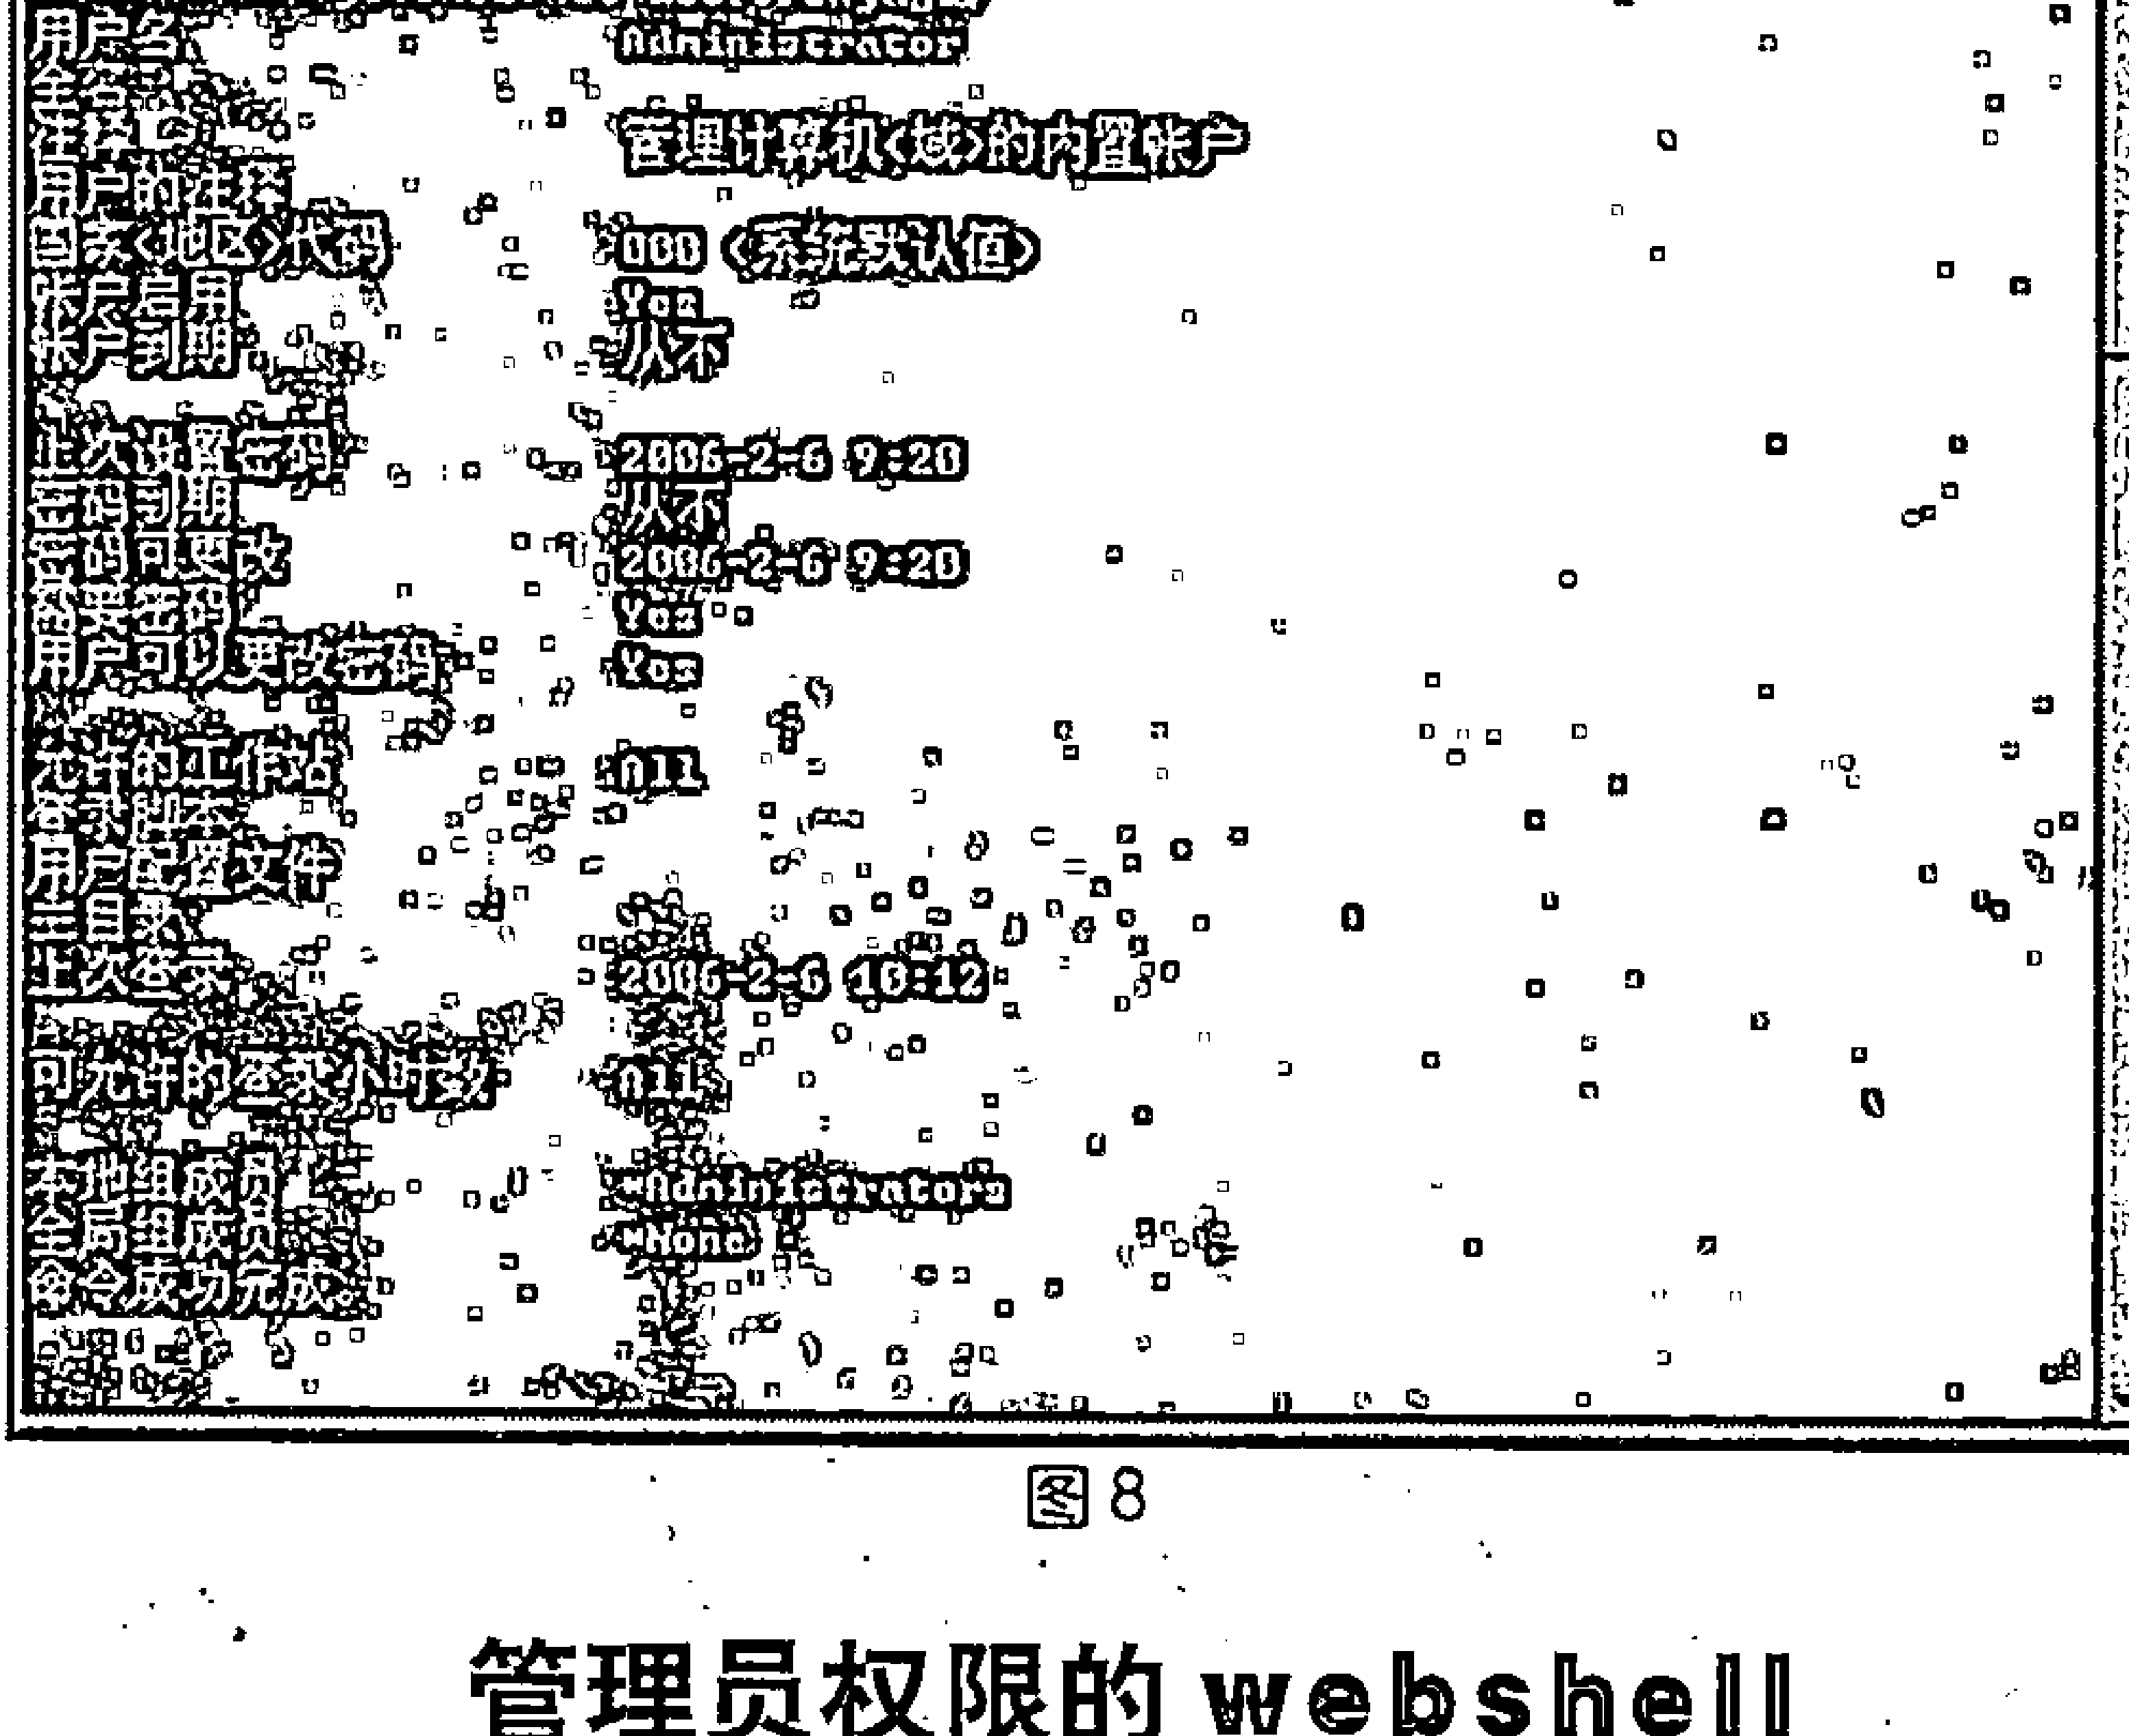 用户名 Administrator
全名
注释 管理计算机(域)的内置帐户
用户的注释
国家(地区)代码 000 (系统默认值)
帐户启用 Yes
帐户到期 从不
上次设置密码 2006-2-6 9:20
密码到期 从不
密码可更改 2006-2-6 9:20
需要密码 Yes
用户可以更改密码 Yes
允许的工作站 All
登录脚本
用户配置文件
主目录
上次登录 2006-2-6 10:12
可允许的登录小时数 All
本地组成员 *Administrators
全局组成员 *None
命令成功完成
图8
管理员权限的 webshell